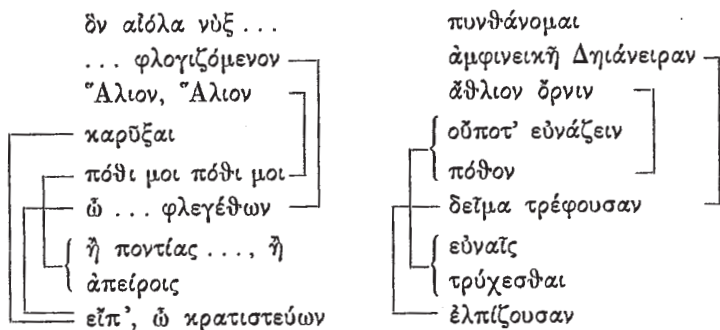 ὃν αἰόλα νὺξ ...
... φλογιζόμενον
Ἅλιον, Ἅλιον
καρῦξαι
πόθι μοι πόθι μοι
ὦ ... φλεγέθων
ἢ ποντίας ..., ἢ
ἀπείροις
εἴπ’, ὦ κρατιστεύων
πυνθάνομαι
ἀμφινεικῆ Δηιάνειραν
ἄθλιον ὄρνιν
οὔποτ’ εὐνάζειν
πόθον
δεῖμα τρέφουσαν
εὐναῖς
τρύχεσθαι
ἐλπίζουσαν